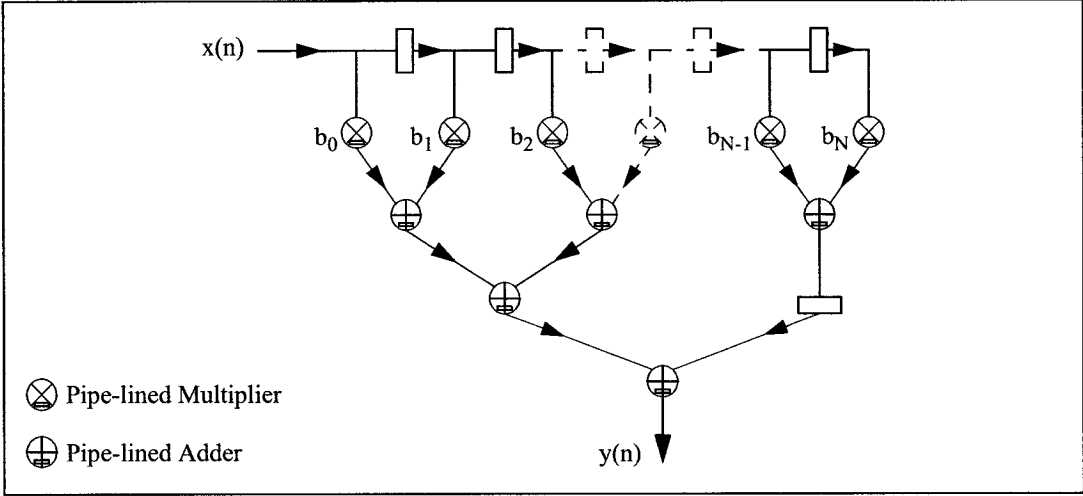 x(n)
b0 b1 b2 bN-1 bN
Pipe-lined Multiplier
Pipe-lined Adder
y(n)